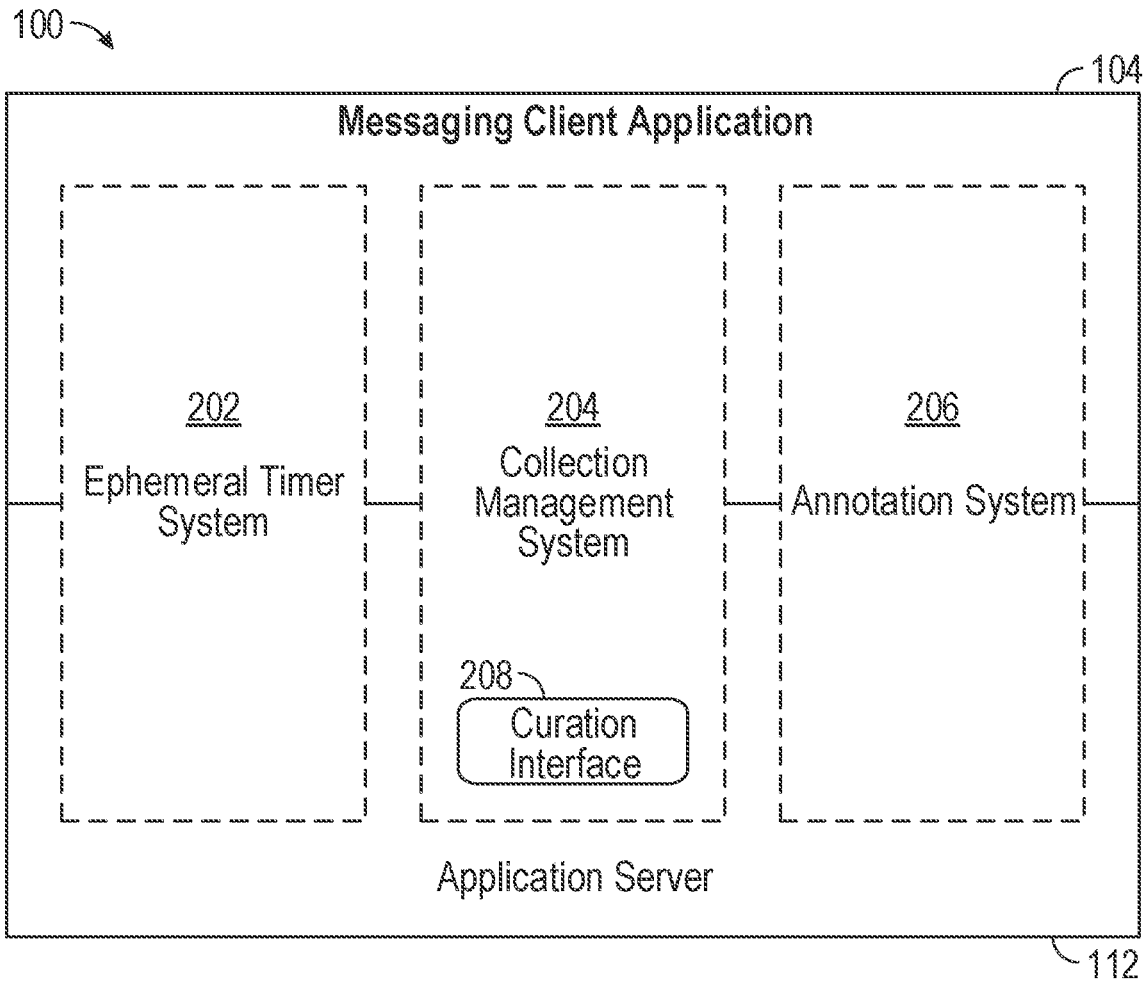 100
104
Messaging Client Application
202
Ephemeral Timer
System
204
Collection
Management
System
206
Annotation System
208
Curation
Interface
Application Server
112